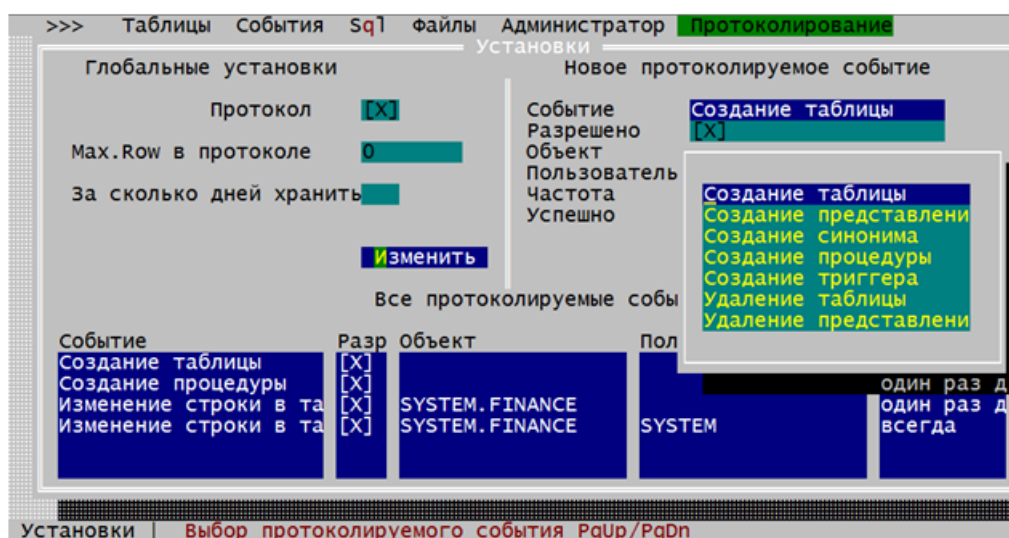 >>> Таблицы События Sql Файлы Администратор Протоколирование
Установки
Глобальные установки
Протокол [X]
Max.Row в протоколе 0
За сколько дней хранить
Изменить
Новое протоколируемое событие
Событие Создание таблицы
Разрешено [X]
Объект
Пользователь
Частота
Успешно
Создание таблицы
Создание представлени
Создание синонима
Создание процедуры
Создание триггера
Удаление таблицы
Удаление представлени
Все протоколируемые собы
Событие Разр Объект Пол
Создание таблицы [X]
Создание процедуры [X] один раз д
Изменение строки в та [X] SYSTEM.FINANCE один раз д
Изменение строки в та [X] SYSTEM.FINANCE SYSTEM всегда
Установки | Выбор протоколируемого события PgUp/PgDn